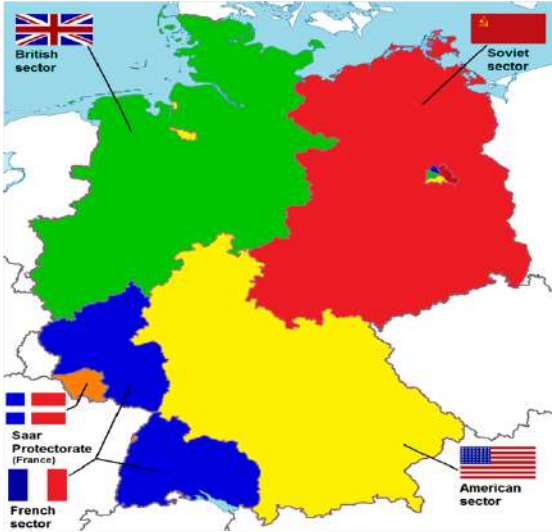 British
sector
Soviet
sector
Saar
Protectorate
(France)
French
sector
American
sector